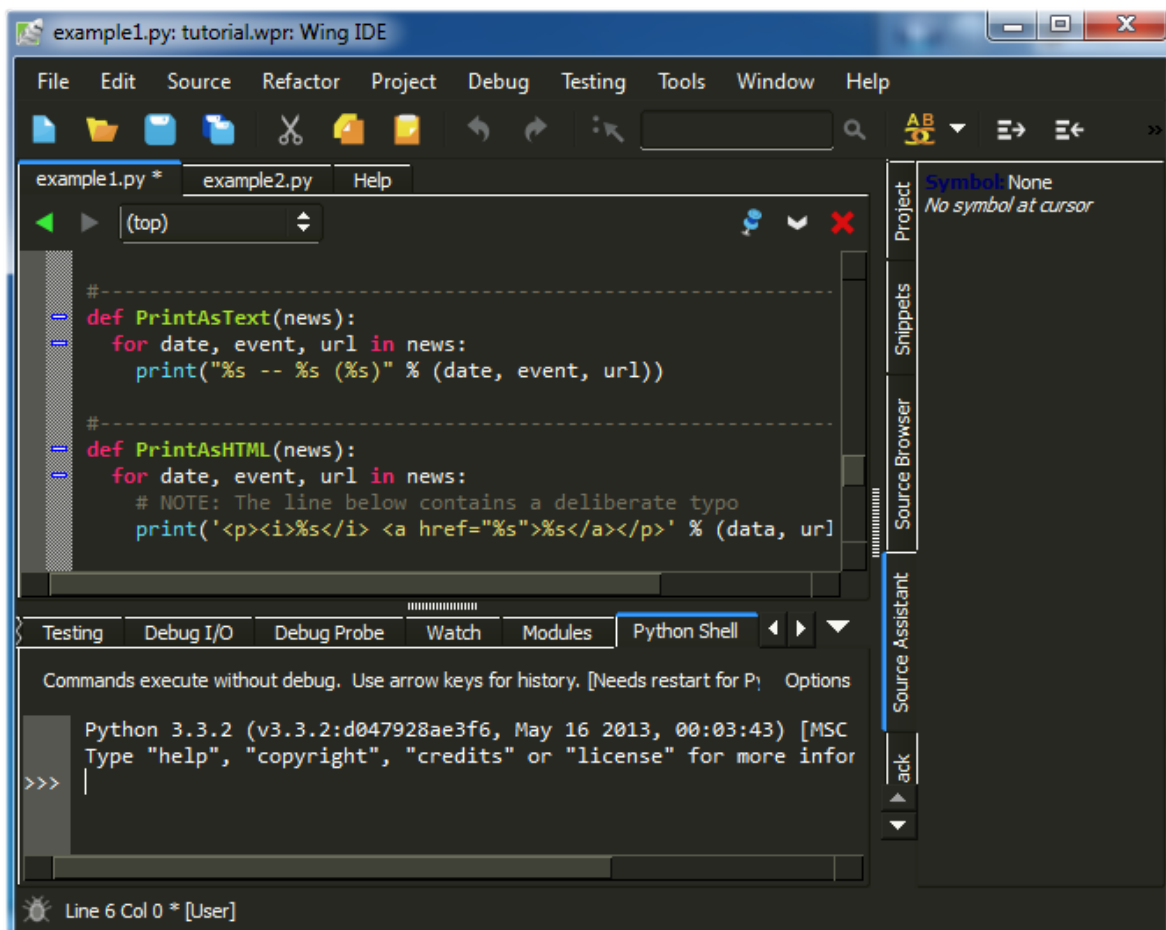 example1.py: tutorial.wpr: Wing IDE
File Edit Source Refactor Project Debug Testing Tools Window Help
AB
example1.py * example2.py Help
(top)
#-------------------------------------------------------------
def PrintAsText(news):
  for date, event, url in news:
    print("%s -- %s (%s)" % (date, event, url))
#-------------------------------------------------------------
def PrintAsHTML(news):
  for date, event, url in news:
    # NOTE: The line below contains a deliberate typo
    print('<p><i>%s</i> <a href="%s">%s</a></p>' % (data, url
Testing Debug I/O Debug Probe Watch Modules Python Shell
Commands execute without debug. Use arrow keys for history. [Needs restart for Py Options
Python 3.3.2 (v3.3.2:d047928ae3f6, May 16 2013, 00:03:43) [MSC
Type "help", "copyright", "credits" or "license" for more infor
>>>
Line 6 Col 0 * [User]
Project
Snippets
Source Browser
Source Assistant
ack
Symbol: None
No symbol at cursor